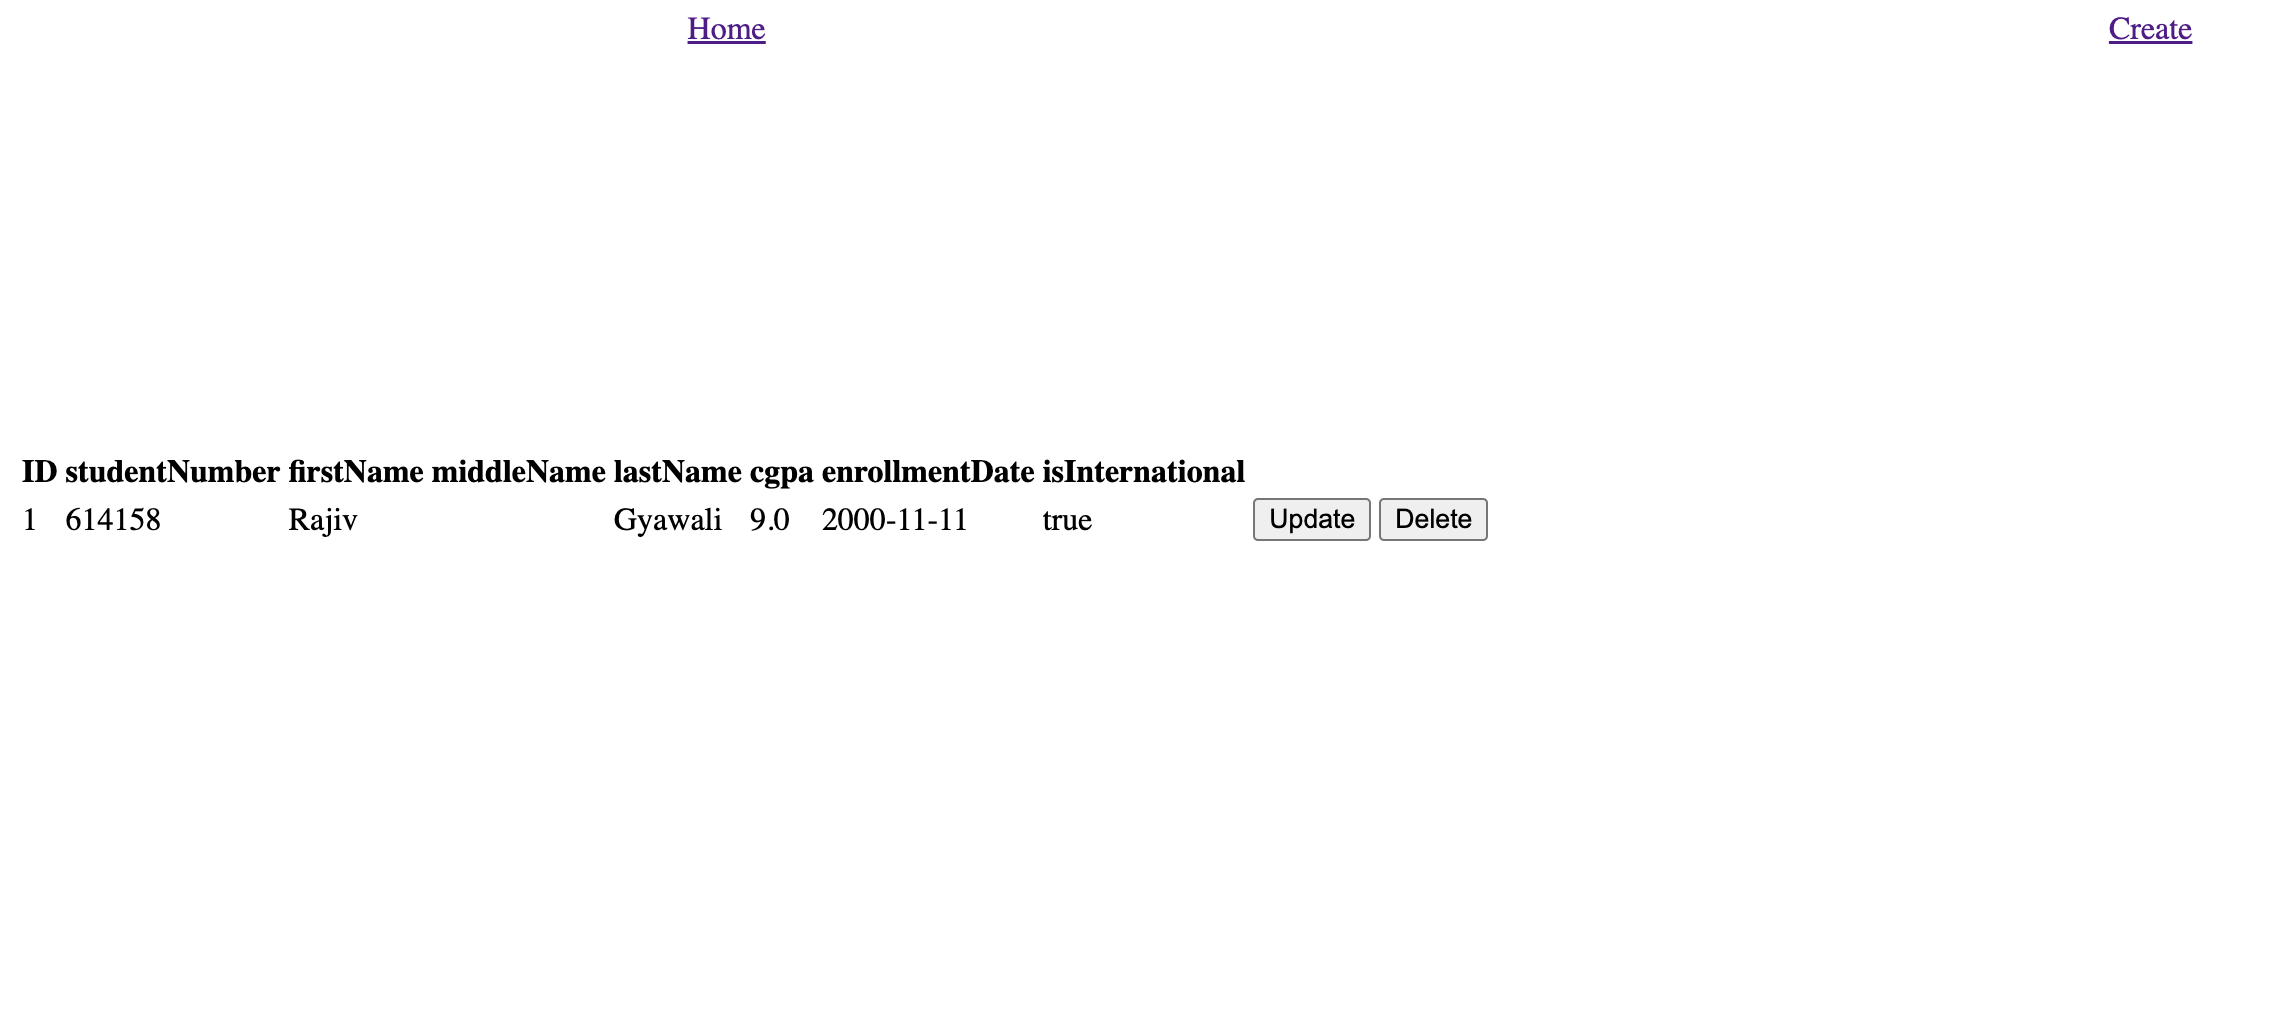 Home Create
ID studentNumber firstName middleName lastName cgpa enrollmentDate isInternational
1 614158 Rajiv Gyawali 9.0 2000-11-11 true Update Delete